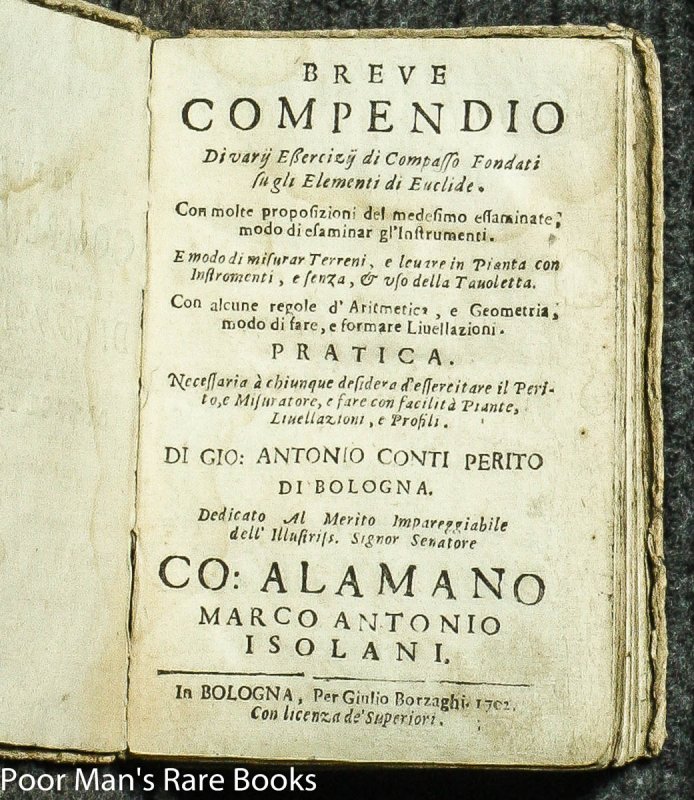 BREVE
COMPENDIO
Di varij Eßercizij di Compaſſo Fondati
ſu gli Elementi di Euclide.
Con molte propoſizioni del medeſimo eſſaminate;
modo di eſaminar gl'Inſtrumenti.
E modo di miſurar Terreni, e leuare in Pianta con
Inſtromenti, e ſenza, & vſo della Tauoletta.
Con alcune regole d'Aritmetica, e Geometria;
modo di fare, e formare Liuellazioni.
PRATICA.
Neceſſaria à chiunque deſidera d'eſſercitare il Peri-
to, e Miſuratore, e fare con facilità Piante,
Liuellazioni, e Profili.
DI GIO: ANTONIO CONTI PERITO
DI BOLOGNA.
Dedicato Al Merito Impareggiabile
dell' Illuſtriſs. Signor Senatore
CO: ALAMANO
MARCO ANTONIO
ISOLANI.
In BOLOGNA, Per Giulio Borzaghi. 1702.
Con licenza de' Superiori.
Poor Man's Rare Books